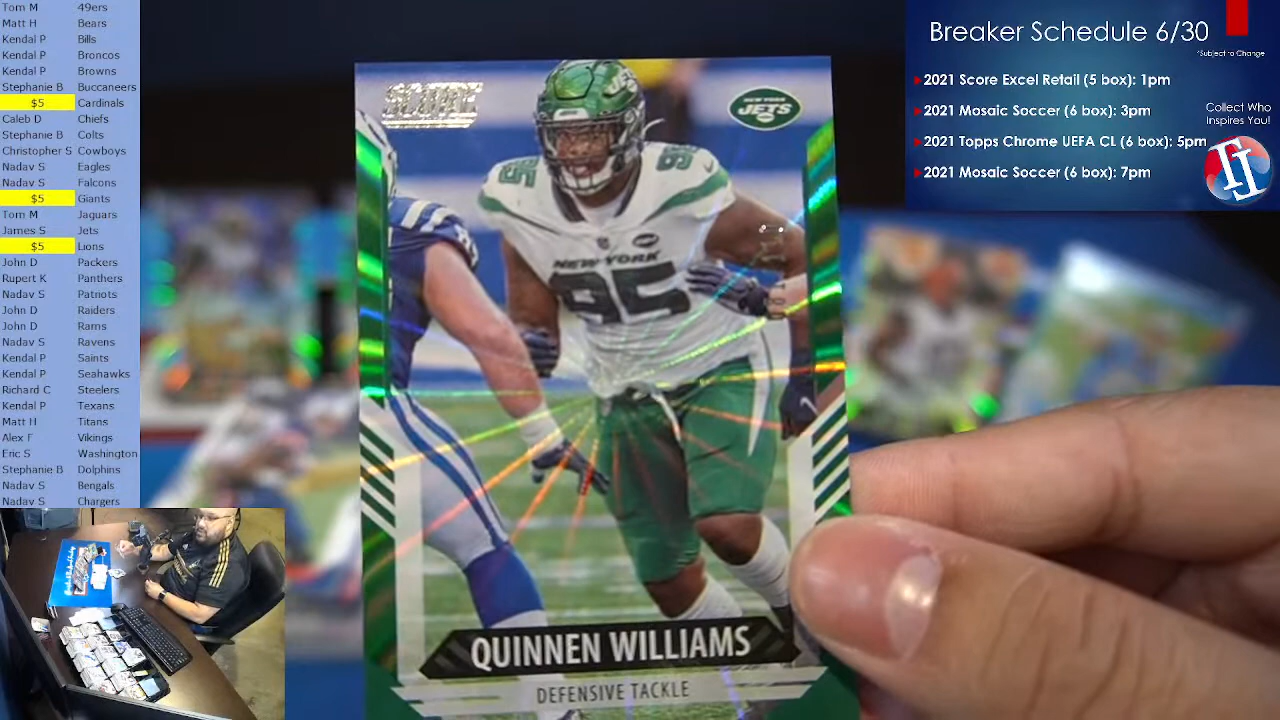 Tom M 49ers
Matt H Bears
Kendal P Bills
Kendal P Broncos
Kendal P Browns
Stephanie B Buccaneers
$5 Cardinals
Caleb D Chiefs
Stephanie B Colts
Christopher S Cowboys
Nadav S Eagles
Nadav S Falcons
$5 Giants
Tom M Jaguars
James S Jets
$5 Lions
John D Packers
Rupert K Panthers
Nadav S Patriots
John D Raiders
John D Rams
Nadav S Ravens
Kendal P Saints
Kendal P Seahawks
Richard C Steelers
Kendal P Texans
Matt H Titans
Alex F Vikings
Eric S Washington
Stephanie B Dolphins
Nadav S Bengals
Nadav S Chargers
SCORE
NEW YORK
JETS
95
NEW YORK
95
QUINNEN WILLIAMS
DEFENSIVE TACKLE
Breaker Schedule 6/30
*Subject to Change
2021 Score Excel Retail (5 box): 1pm
2021 Mosaic Soccer (6 box): 3pm
2021 Topps Chrome UEFA CL (6 box): 5pm
2021 Mosaic Soccer (6 box): 7pm
Collect Who
Inspires You!